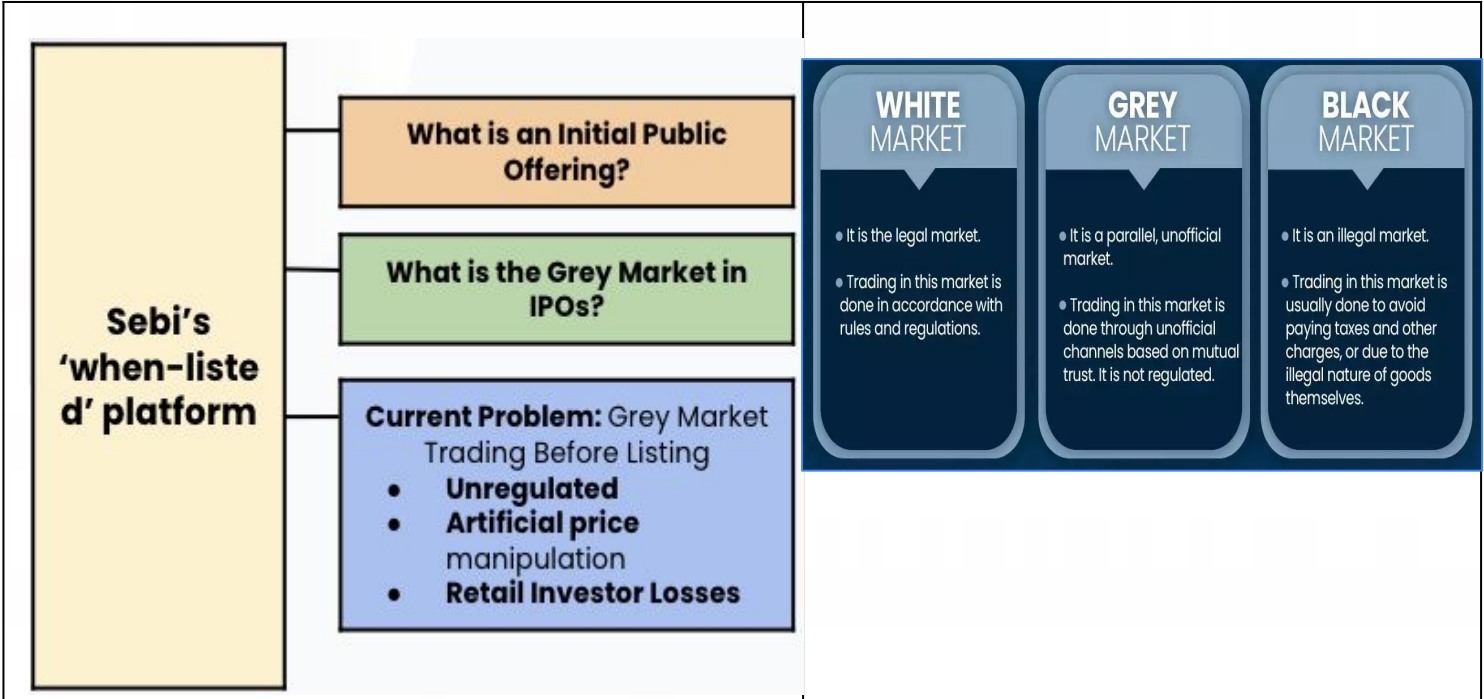 Sebi's
'when-liste
d' platform
What is an Initial Public
Offering?
What is the Grey Market in
IPOs?
Current Problem: Grey Market
Trading Before Listing
● Unregulated
● Artificial price
manipulation
● Retail Investor Losses
WHITE
MARKET
● It is the legal market.
● Trading in this market is
done in accordance with
rules and regulations.
GREY
MARKET
● It is a parallel, unofficial
market.
● Trading in this market is
done through unofficial
channels based on mutual
trust. It is not regulated.
BLACK
MARKET
● It is an illegal market.
● Trading in this market is
usually done to avoid
paying taxes and other
charges, or due to the
illegal nature of goods
themselves.